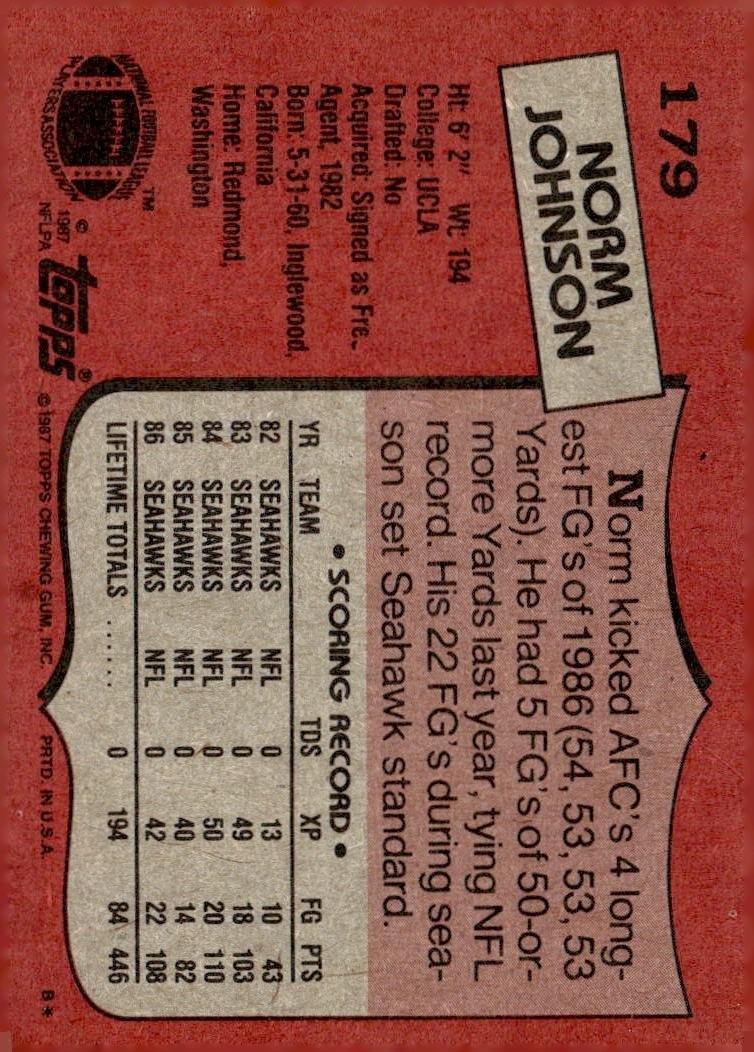 179
NORM
JOHNSON
Ht: 6' 2" Wt: 194
College: UCLA
Drafted: No
Acquired: Signed as Fre-
Agent, 1982
Born: 5-31-60, Inglewood,
California
Home: Redmond,
Washington
NATIONAL FOOTBALL LEAGUE
PLAYERS ASSOCIATION
TM
© 1987
NFLPA
topps®
Norm kicked AFC's 4 long-
est FG's of 1986 (54, 53, 53, 53
Yards). He had 5 FG's of 50-or-
more Yards last year, tying NFL
record. His 22 FG's during sea-
son set Seahawk standard.
• SCORING RECORD •
YR TEAM TDS XP FG PTS
82 SEAHAWKS NFL 0 13 10 43
83 SEAHAWKS NFL 0 49 18 103
84 SEAHAWKS NFL 0 50 20 110
85 SEAHAWKS NFL 0 40 14 82
86 SEAHAWKS NFL 0 42 22 108
LIFETIME TOTALS ...... 0 194 84 446
© 1987 TOPPS CHEWING GUM, INC. PRTD. IN U.S.A. B*